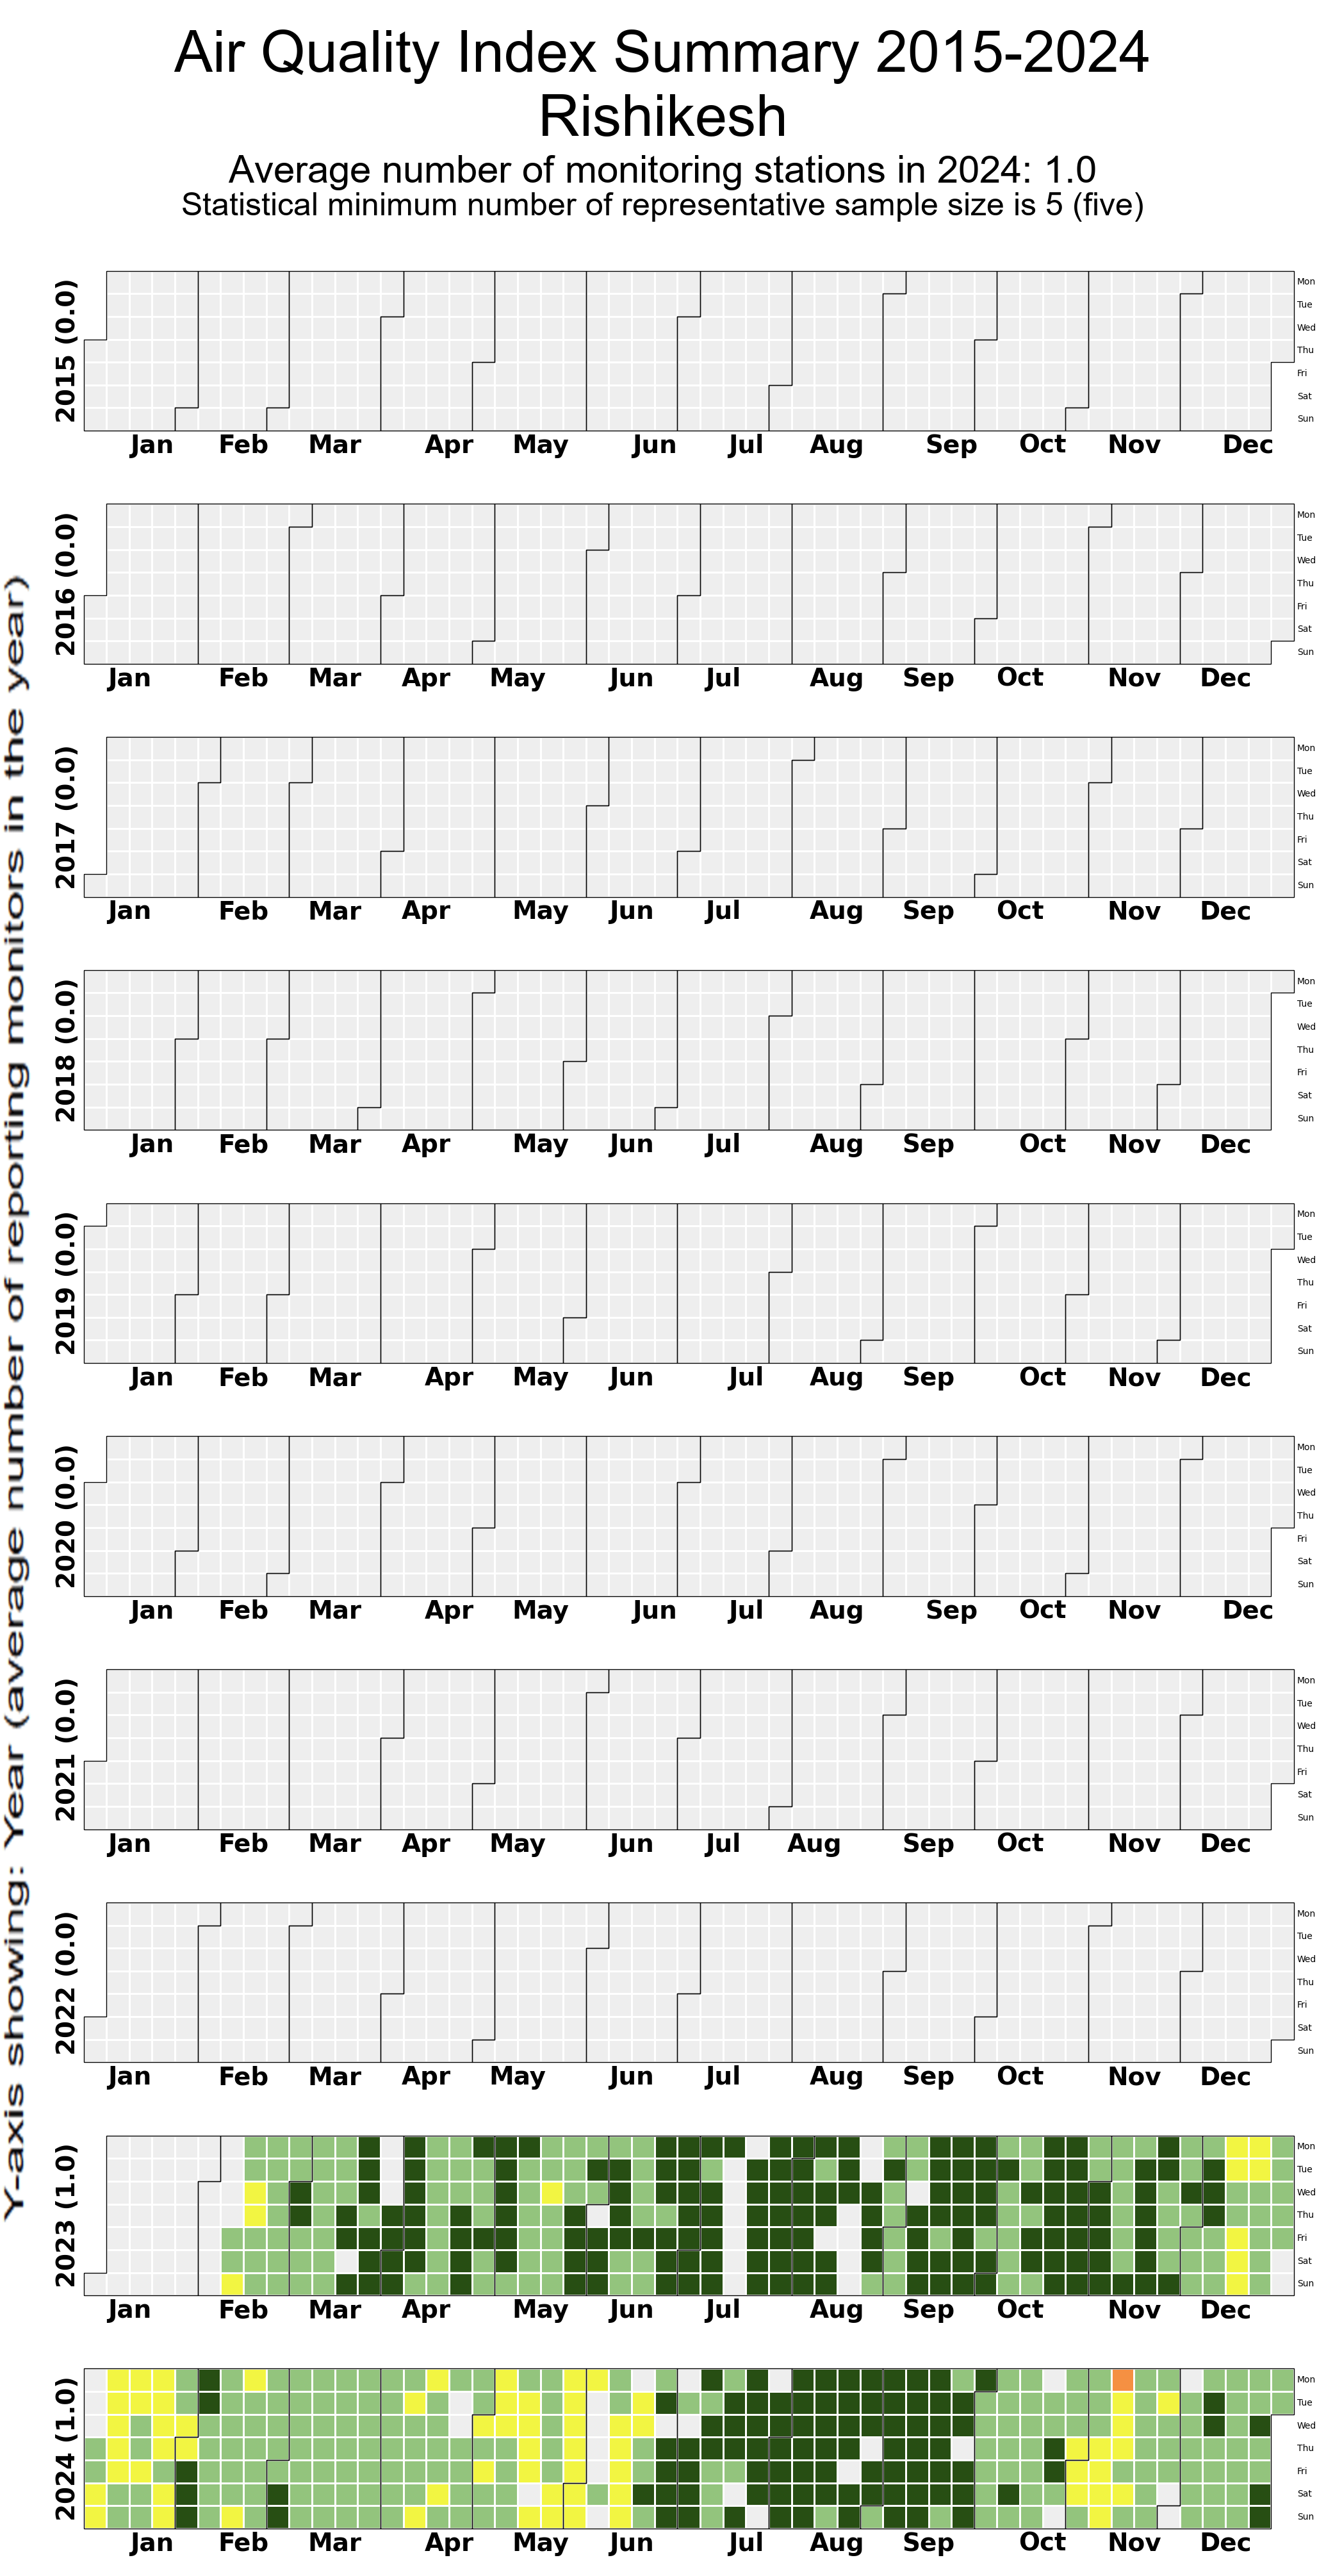 Air Quality Index Summary 2015-2024
Rishikesh
Average number of monitoring stations in 2024: 1.0
Statistical minimum number of representative sample size is 5 (five)
Y-axis showing: Year (average number of reporting monitors in the year)
2015 (0.0)
Mon
Tue
Wed
Thu
Fri
Sat
Sun
Jan Feb Mar Apr May Jun Jul Aug Sep Oct Nov Dec
2016 (0.0)
Mon
Tue
Wed
Thu
Fri
Sat
Sun
Jan Feb Mar Apr May Jun Jul Aug Sep Oct Nov Dec
2017 (0.0)
Mon
Tue
Wed
Thu
Fri
Sat
Sun
Jan Feb Mar Apr May Jun Jul Aug Sep Oct Nov Dec
2018 (0.0)
Mon
Tue
Wed
Thu
Fri
Sat
Sun
Jan Feb Mar Apr May Jun Jul Aug Sep Oct Nov Dec
2019 (0.0)
Mon
Tue
Wed
Thu
Fri
Sat
Sun
Jan Feb Mar Apr May Jun Jul Aug Sep Oct Nov Dec
2020 (0.0)
Mon
Tue
Wed
Thu
Fri
Sat
Sun
Jan Feb Mar Apr May Jun Jul Aug Sep Oct Nov Dec
2021 (0.0)
Mon
Tue
Wed
Thu
Fri
Sat
Sun
Jan Feb Mar Apr May Jun Jul Aug Sep Oct Nov Dec
2022 (0.0)
Mon
Tue
Wed
Thu
Fri
Sat
Sun
Jan Feb Mar Apr May Jun Jul Aug Sep Oct Nov Dec
2023 (1.0)
Mon
Tue
Wed
Thu
Fri
Sat
Sun
Jan Feb Mar Apr May Jun Jul Aug Sep Oct Nov Dec
2024 (1.0)
Mon
Tue
Wed
Thu
Fri
Sat
Sun
Jan Feb Mar Apr May Jun Jul Aug Sep Oct Nov Dec